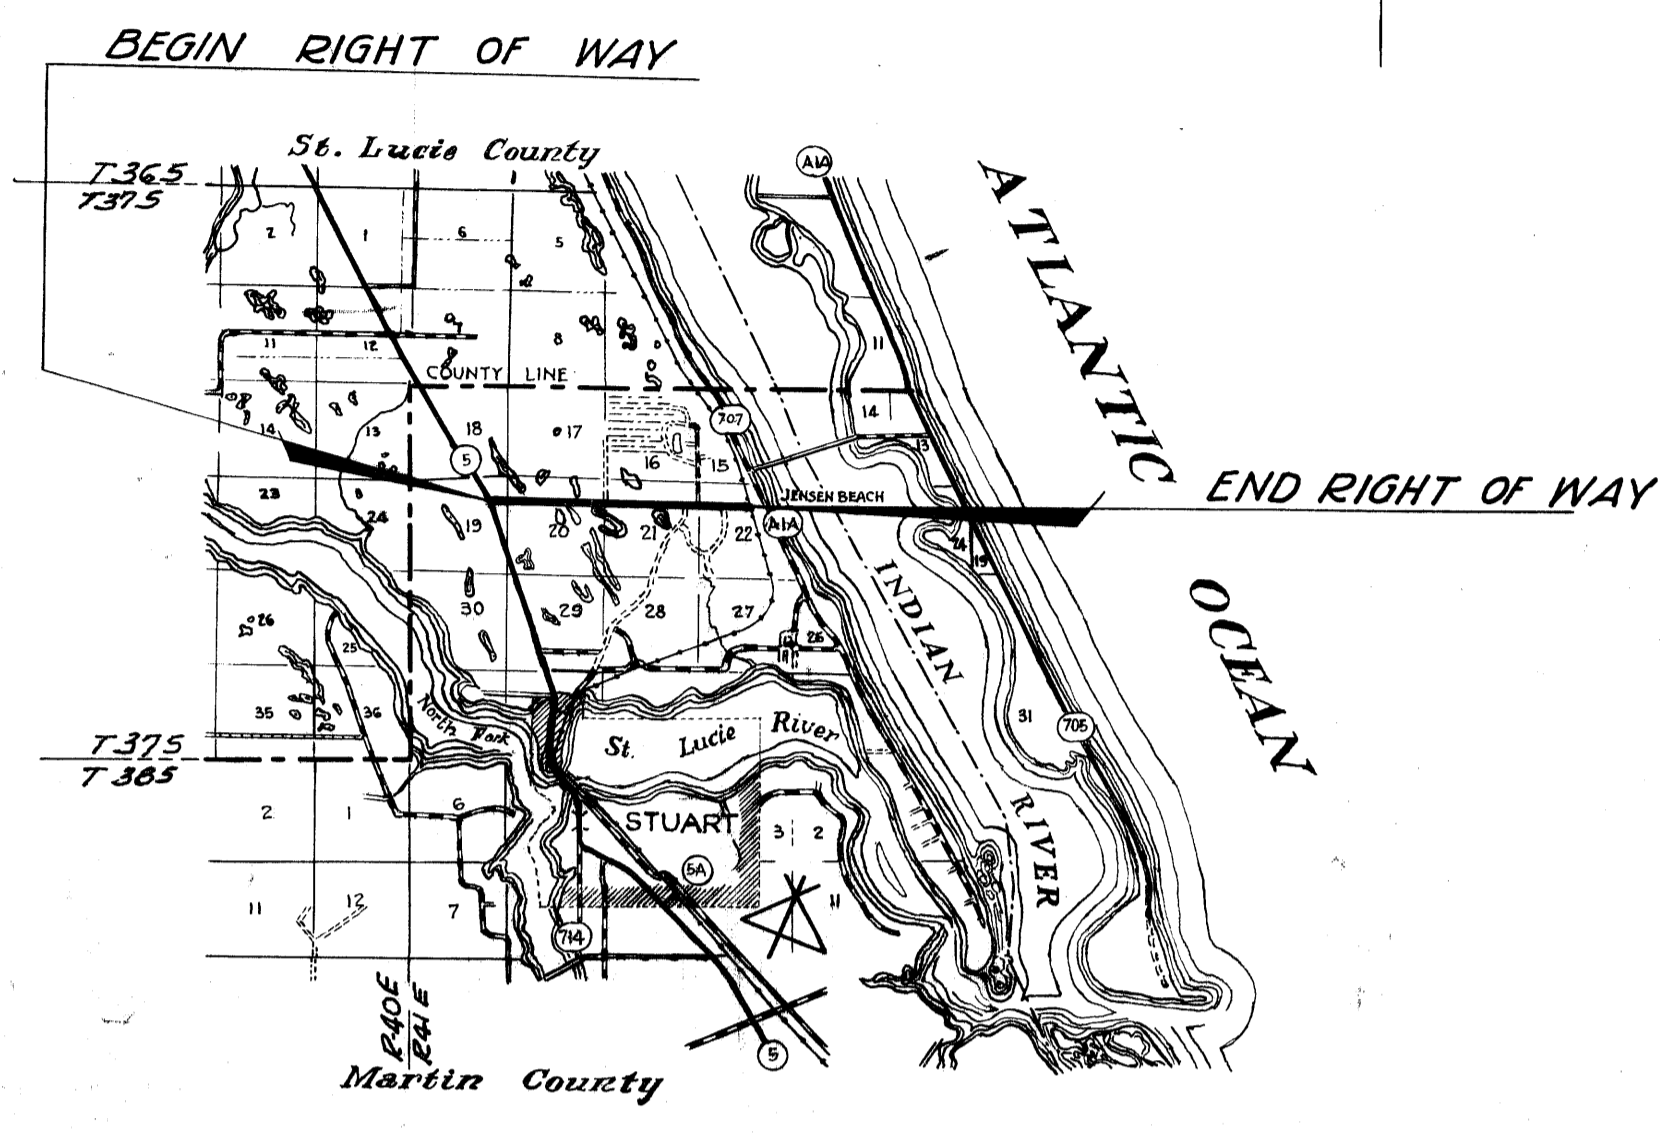 BEGIN RIGHT OF WAY
St. Lucie County
A1A
T36S
T37S
ATLANTIC
2 1 6 5
11 12 8 11
COUNTY LINE
707
14 13 18 17 14
5 16 15 13
23 JENSEN BEACH
END RIGHT OF WAY
24 19 20 21 22 A1A 24
19
INDIAN
OCEAN
30 29 28 27
26 25 26
35 36 31 705
North Fork
St. Lucie River
T37S
T38S
RIVER
2 1 6 STUART 3 2
5A
11 12 7 11
714
R40E
R41E
5
Martin County